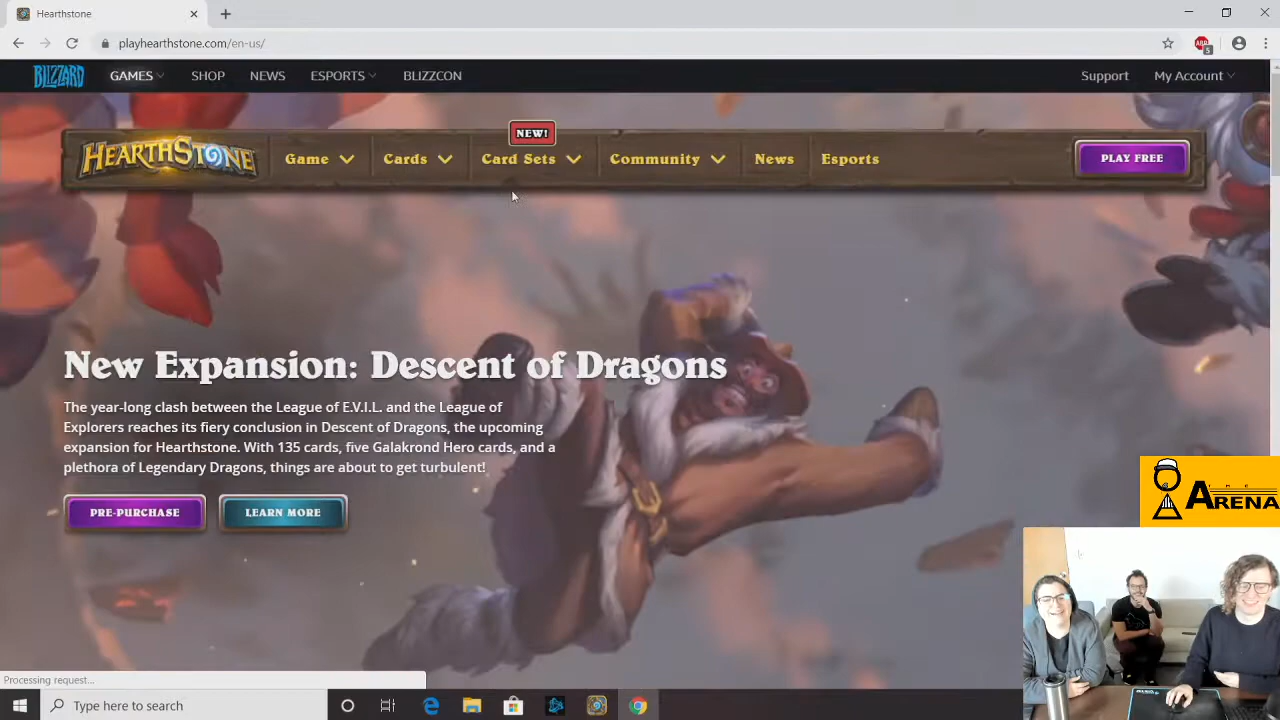 Hearthstone
playhearthstone.com/en-us/
ABP
5
BLIZZARD
GAMES
SHOP
NEWS
ESPORTS
BLIZZCON
Support
My Account
NEW!
HEARTHSTONE
Game
Cards
Card Sets
Community
News
Esports
PLAY FREE
New Expansion: Descent of Dragons
The year-long clash between the League of E.V.I.L. and the League of
Explorers reaches its fiery conclusion in Descent of Dragons, the upcoming
expansion for Hearthstone. With 135 cards, five Galakrond Hero cards, and a
plethora of Legendary Dragons, things are about to get turbulent!
PRE-PURCHASE
LEARN MORE
THE
ARENA
Processing request...
Type here to search